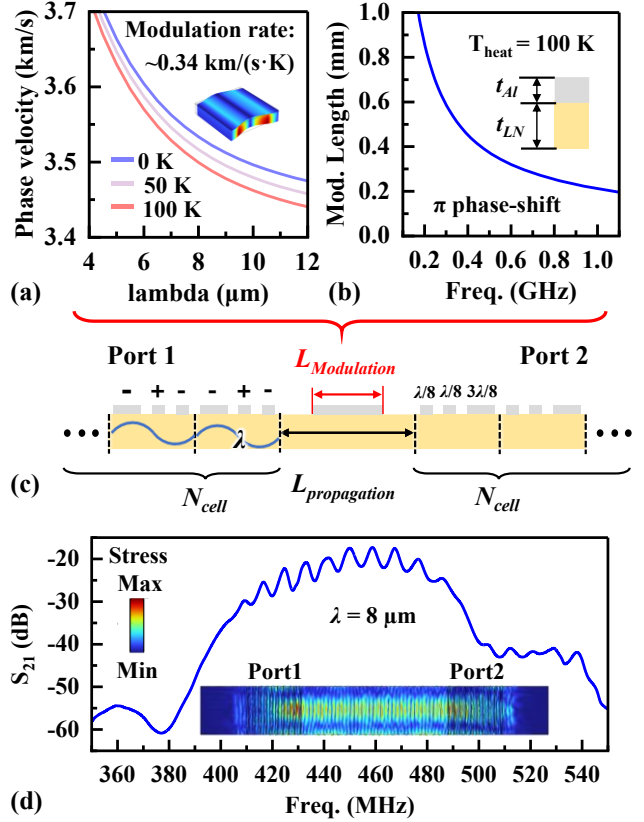 3.7
3.6
3.5
3.4
Phase velocity (km/s)
Modulation rate:
~0.34 km/(s·K)
0 K
50 K
100 K
4 6 8 10 12
lambda (μm)
(a)
1.0
0.8
0.6
0.4
0.2
0.0
Mod. Length (mm)
T_heat = 100 K
t_Al
t_LN
π phase-shift
0.2 0.4 0.6 0.8 1.0
Freq. (GHz)
(b)
Port 1
Port 2
L_Modulation
- + - - + -
λ/8 λ/8 3λ/8
λ
N_cell
L_propagation
N_cell
(c)
-20
-30
-40
-50
-60
S_21 (dB)
Stress
Max
Min
λ = 8 μm
Port1
Port2
360 380 400 420 440 460 480 500 520 540
Freq. (MHz)
(d)